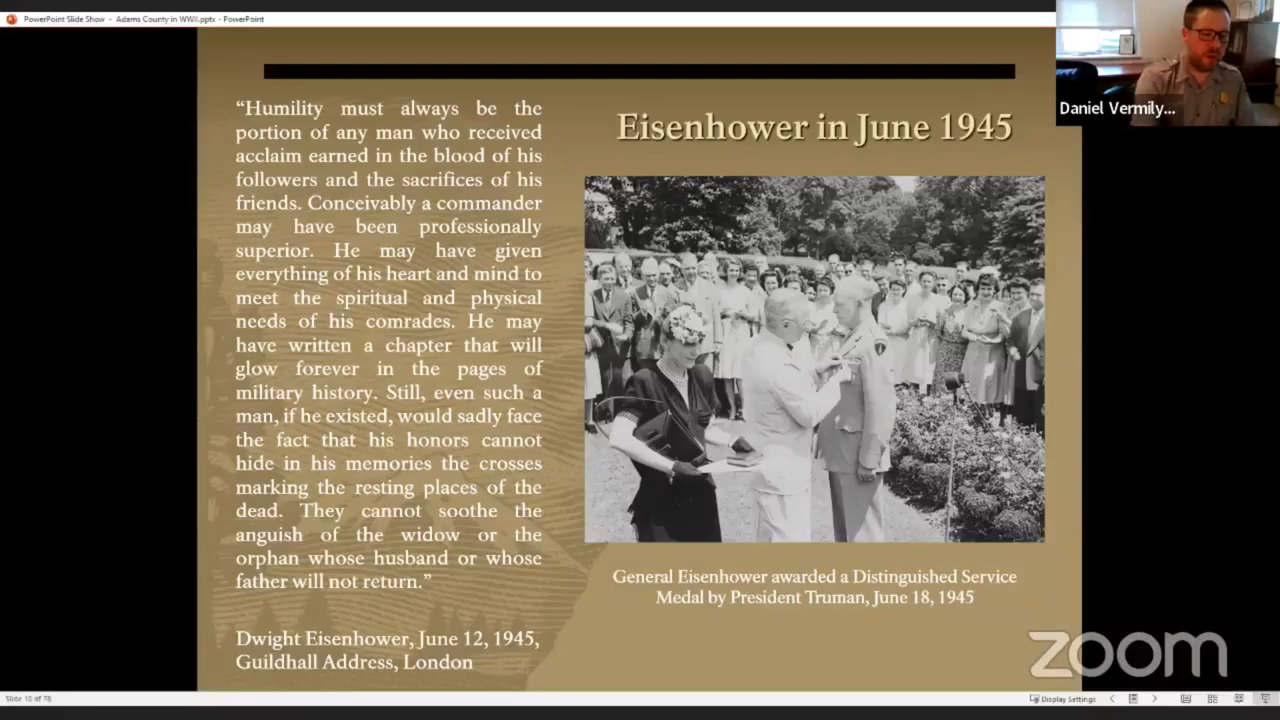 PowerPoint Slide Show - Adams County in WWII.pptx - PowerPoint
Daniel Vermily...
“Humility must always be the
portion of any man who received
acclaim earned in the blood of his
followers and the sacrifices of his
friends. Conceivably a commander
may have been professionally
superior. He may have given
everything of his heart and mind to
meet the spiritual and physical
needs of his comrades. He may
have written a chapter that will
glow forever in the pages of
military history. Still, even such a
man, if he existed, would sadly face
the fact that his honors cannot
hide in his memories the crosses
marking the resting places of the
dead. They cannot soothe the
anguish of the widow or the
orphan whose husband or whose
father will not return.”
Dwight Eisenhower, June 12, 1945,
Guildhall Address, London
Eisenhower in June 1945
General Eisenhower awarded a Distinguished Service
Medal by President Truman, June 18, 1945
zoom
Slide 10 of 78
Display Settings